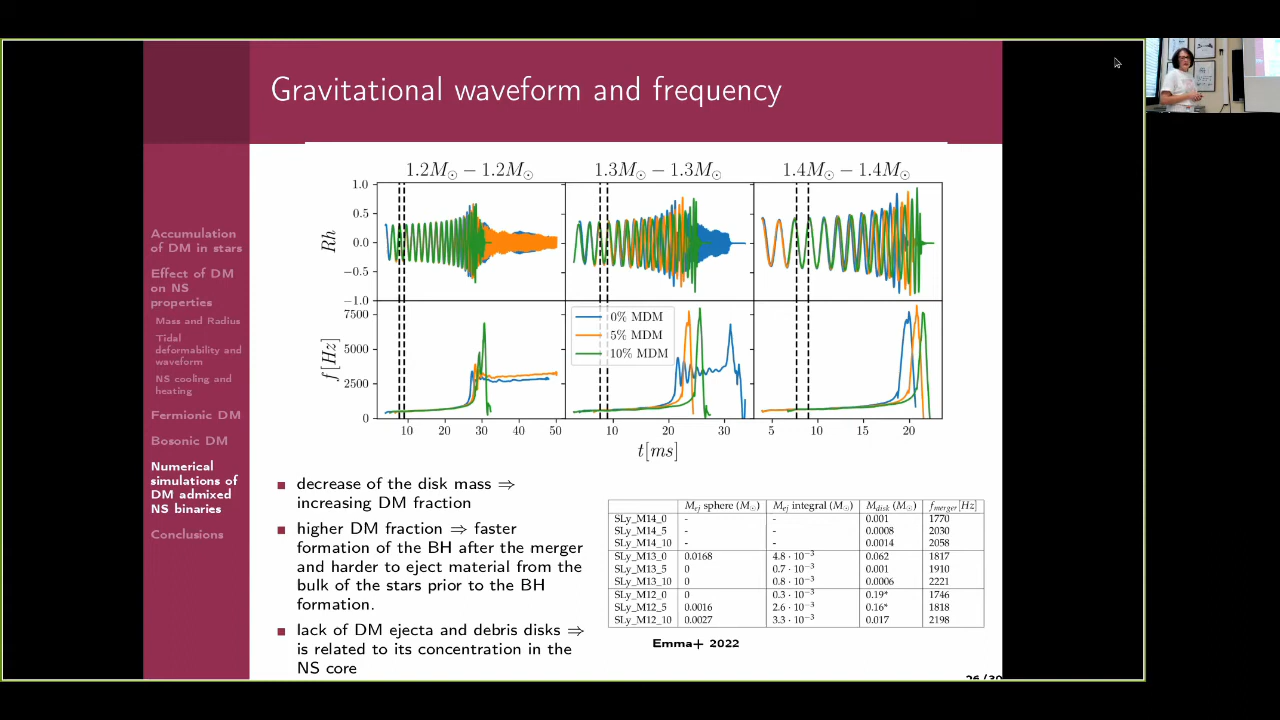 Gravitational waveform and frequency
Accumulation
of DM in stars
Effect of DM
on NS
properties
Mass and Radius
Tidal
deformability and
waveform
NS cooling and
heating
Fermionic DM
Bosonic DM
Numerical
simulations of
DM admixed
NS binaries
Conclusions
1.2M⊙ − 1.2M⊙ 1.3M⊙ − 1.3M⊙ 1.4M⊙ − 1.4M⊙
Rh
1.0
0.5
0.0
−0.5
−1.0
f[Hz]
7500
5000
2500
0
0% MDM
5% MDM
10% MDM
10 20 30 40 50 10 20 30 5 10 15 20
t[ms]
■ decrease of the disk mass ⇒
increasing DM fraction
■ higher DM fraction ⇒ faster
formation of the BH after the merger
and harder to eject material from the
bulk of the stars prior to the BH
formation.
■ lack of DM ejecta and debris disks ⇒
is related to its concentration in the
NS core
Mej sphere (M⊙) Mej integral (M⊙) Mdisk (M⊙) fmerger[Hz]
SLy_M14_0 - - 0.001 1770
SLy_M14_5 - - 0.0008 2030
SLy_M14_10 - - 0.0014 2058
SLy_M13_0 0.0168 4.8 · 10⁻³ 0.062 1817
SLy_M13_5 0 0.7 · 10⁻³ 0.001 1910
SLy_M13_10 0 0.8 · 10⁻³ 0.0006 2221
SLy_M12_0 0 0.3 · 10⁻³ 0.19* 1746
SLy_M12_5 0.0016 2.6 · 10⁻³ 0.16* 1818
SLy_M12_10 0.0027 3.3 · 10⁻³ 0.017 2198
Emma+ 2022